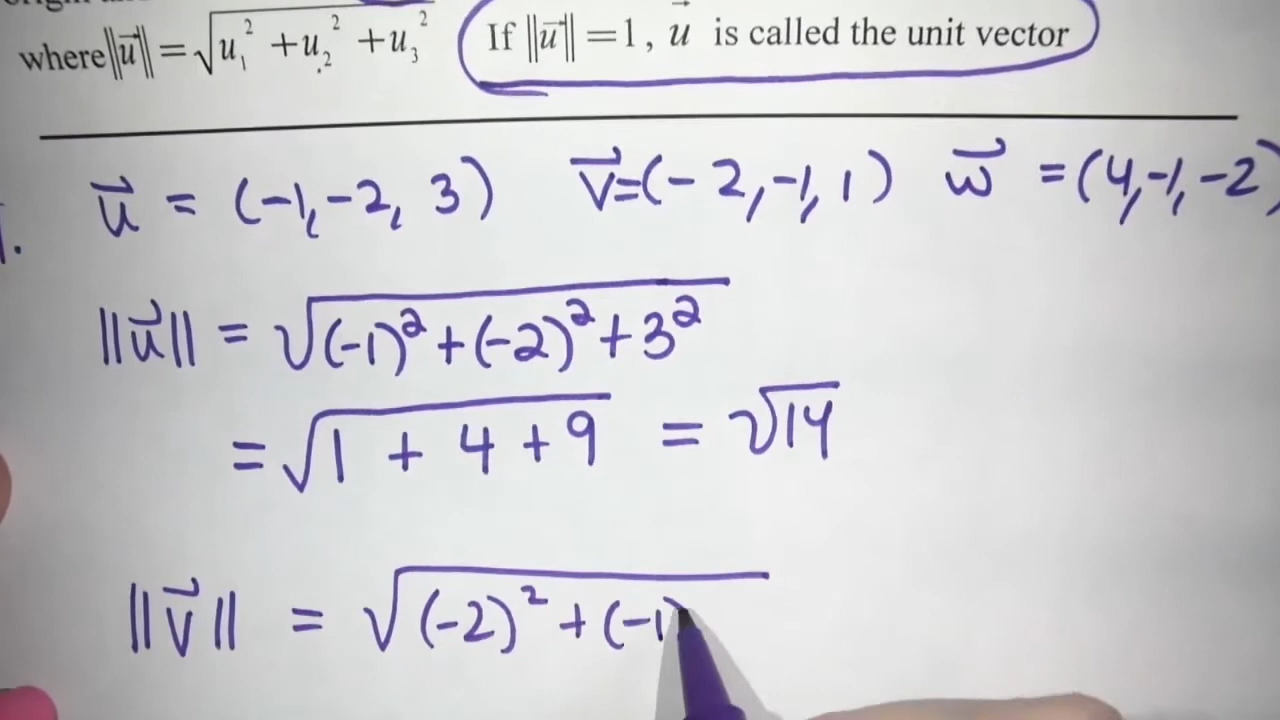 where ‖u⃗‖ = √(u₁² + u₂² + u₃²) If ‖u⃗‖ = 1, u⃗ is called the unit vector
u⃗ = (-1, -2, 3) v⃗ = (-2, -1, 1) w⃗ = (4, -1, -2)
‖u⃗‖ = √((-1)² + (-2)² + 3²)
= √(1 + 4 + 9) = √14
‖v⃗‖ = √((-2)² + (-1)